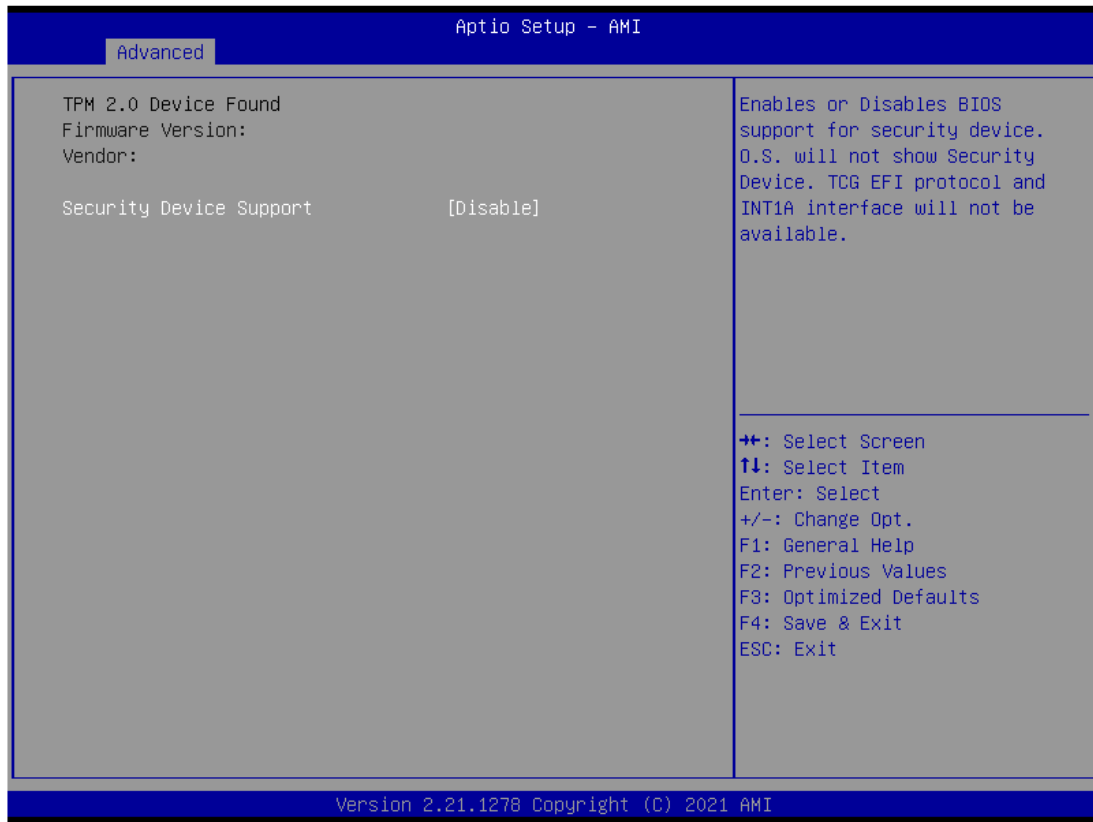 Aptio Setup - AMI
Advanced
TPM 2.0 Device Found
Firmware Version:
Vendor:
Security Device Support [Disable]
Enables or Disables BIOS
support for security device.
O.S. will not show Security
Device. TCG EFI protocol and
INT1A interface will not be
available.
→←: Select Screen
↑↓: Select Item
Enter: Select
+/-: Change Opt.
F1: General Help
F2: Previous Values
F3: Optimized Defaults
F4: Save & Exit
ESC: Exit
Version 2.21.1278 Copyright (C) 2021 AMI